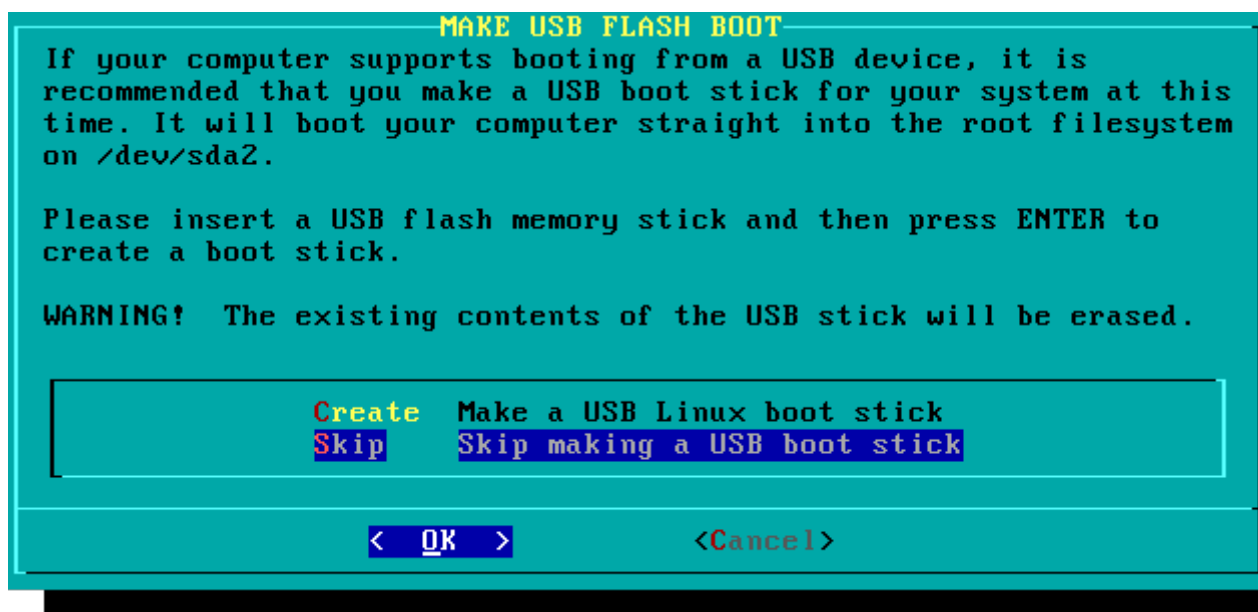 MAKE USB FLASH BOOT
If your computer supports booting from a USB device, it is
recommended that you make a USB boot stick for your system at this
time. It will boot your computer straight into the root filesystem
on /dev/sda2.
Please insert a USB flash memory stick and then press ENTER to
create a boot stick.
WARNING!  The existing contents of the USB stick will be erased.
Create  Make a USB Linux boot stick
Skip    Skip making a USB boot stick
<  OK  >          <Cancel>